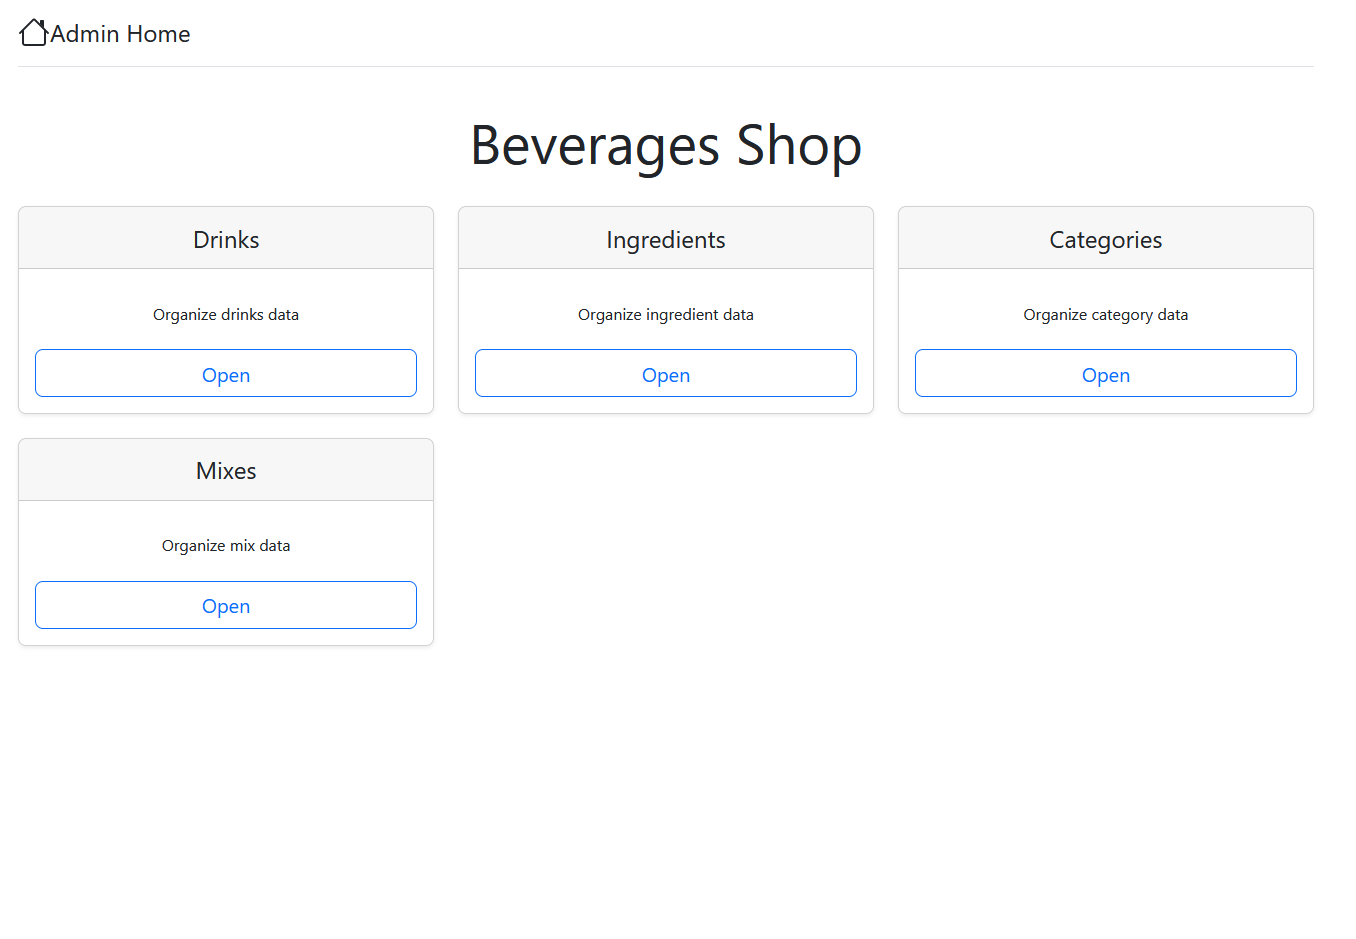 Admin Home
Beverages Shop
Drinks
Organize drinks data
Open
Ingredients
Organize ingredient data
Open
Categories
Organize category data
Open
Mixes
Organize mix data
Open